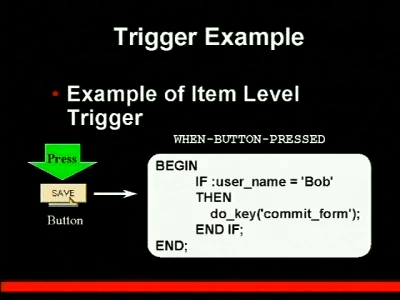 Trigger Example
• Example of Item Level
Trigger
WHEN-BUTTON-PRESSED
Press
SAVE
Button
BEGIN
IF :user_name = 'Bob'
THEN
do_key('commit_form');
END IF;
END;